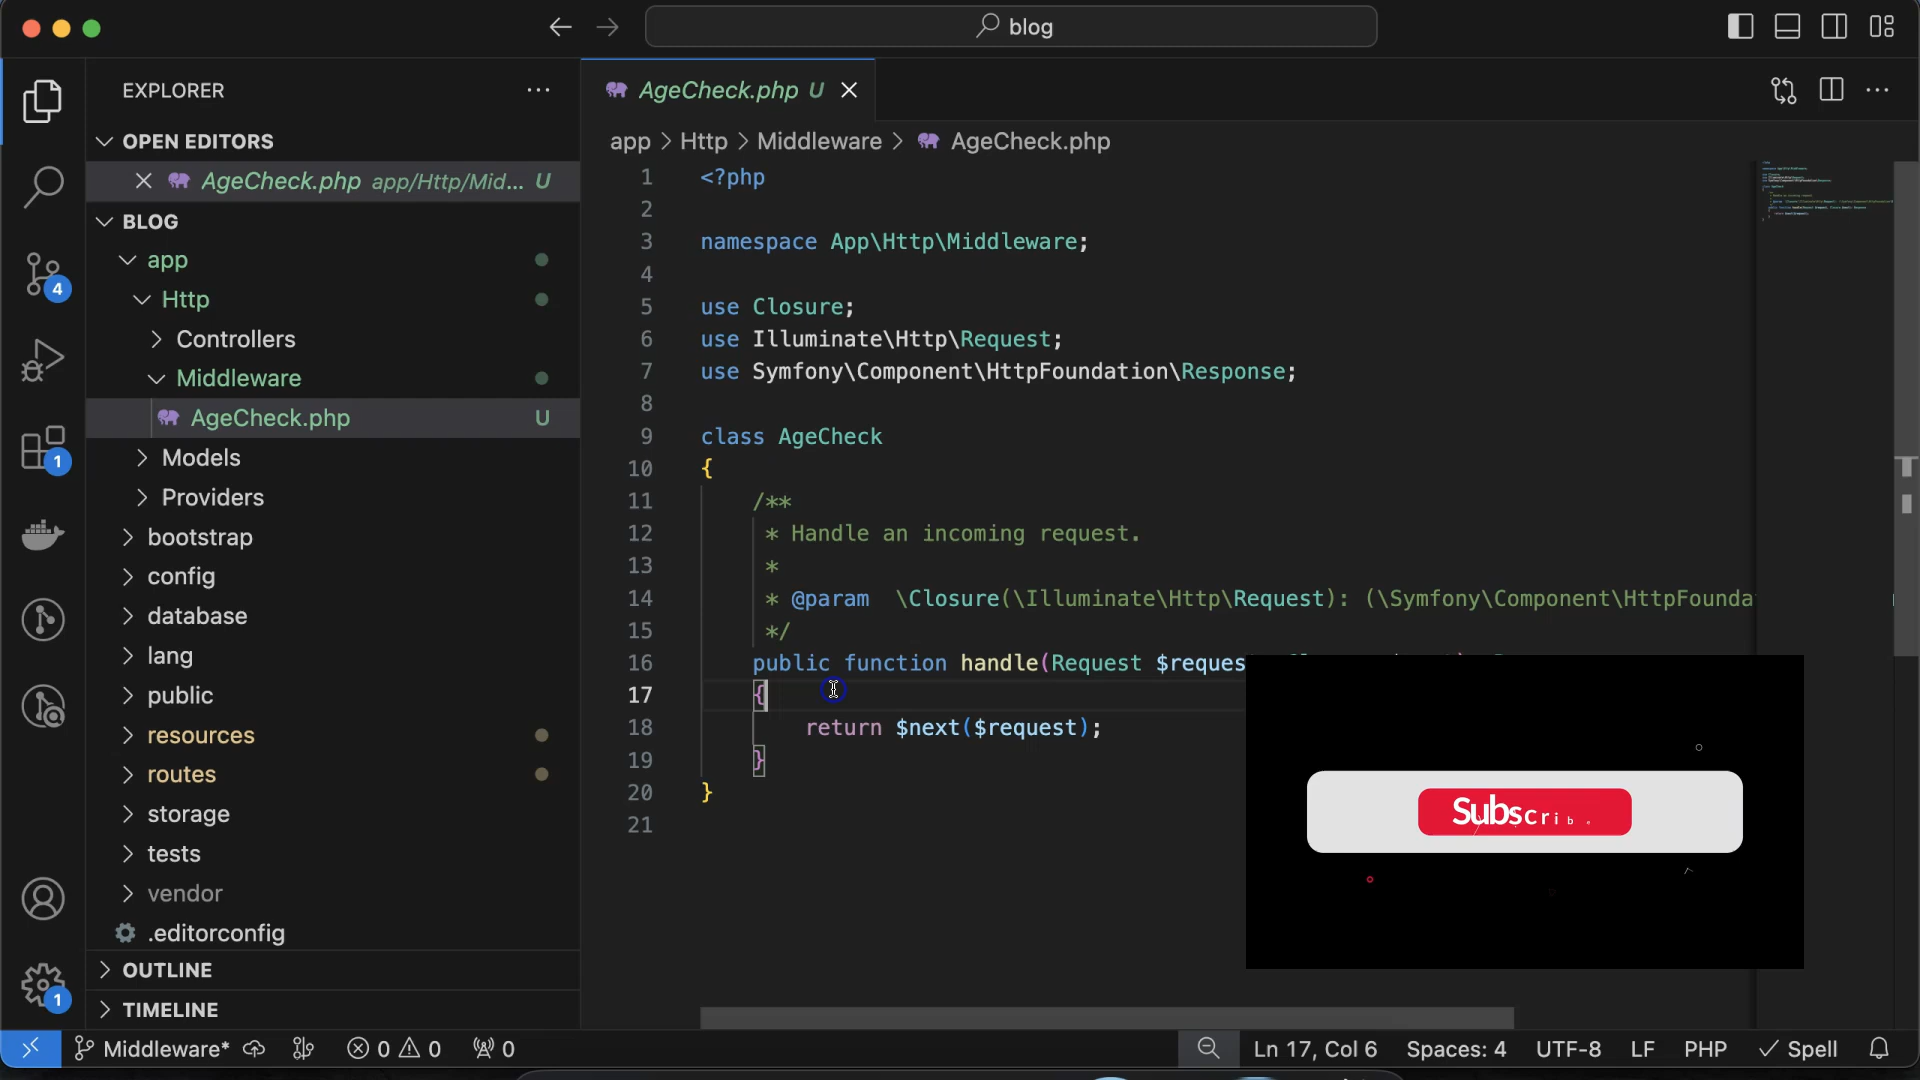 blog
EXPLORER
OPEN EDITORS
AgeCheck.php app/Http/Mid... U
BLOG
app
Http
Controllers
Middleware
AgeCheck.php U
Models
Providers
bootstrap
config
database
lang
public
resources
routes
storage
tests
vendor
.editorconfig
OUTLINE
TIMELINE
4
1
1
AgeCheck.php U
app > Http > Middleware > AgeCheck.php
1 <?php
2
3 namespace App\Http\Middleware;
4
5 use Closure;
6 use Illuminate\Http\Request;
7 use Symfony\Component\HttpFoundation\Response;
8
9 class AgeCheck
10 {
11 /**
12 * Handle an incoming request.
13 *
14 * @param  \Closure(\Illuminate\Http\Request): (\Symfony\Component\HttpFounda
15 */
16 public function handle(Request $reques
17 {
18 return $next($request);
19 }
20 }
21
Subscrib
Middleware* 0 0 0 Ln 17, Col 6 Spaces: 4 UTF-8 LF PHP Spell